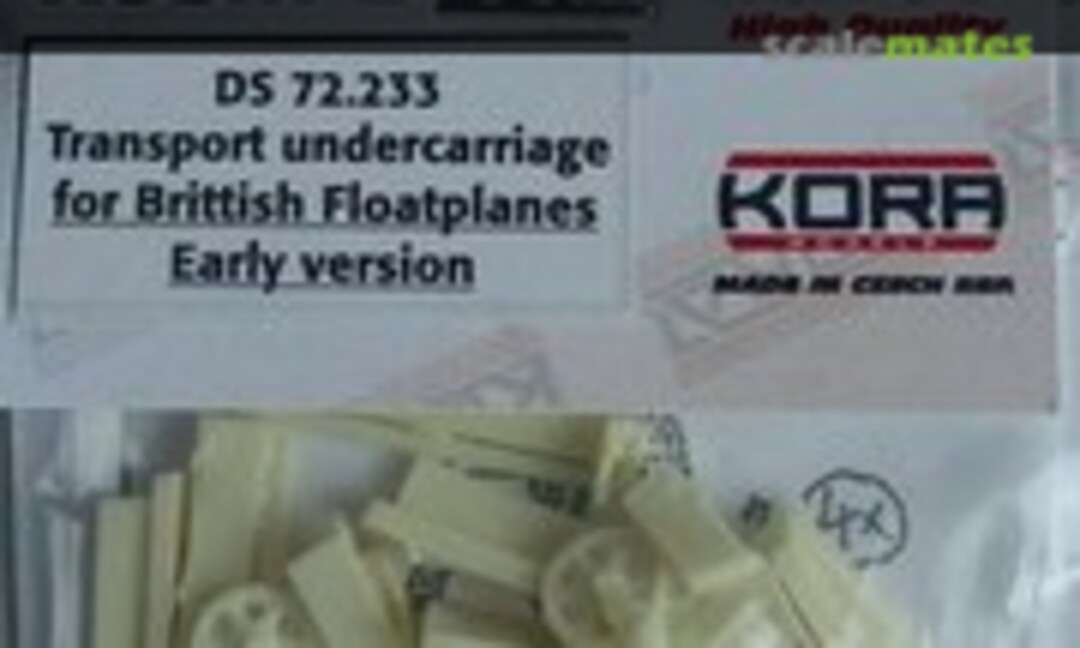 High Quality
scalemates
DS 72.233
Transport undercarriage
for Brittish Floatplanes
Early version
KORA
MADE IN CZECH REP.
4x